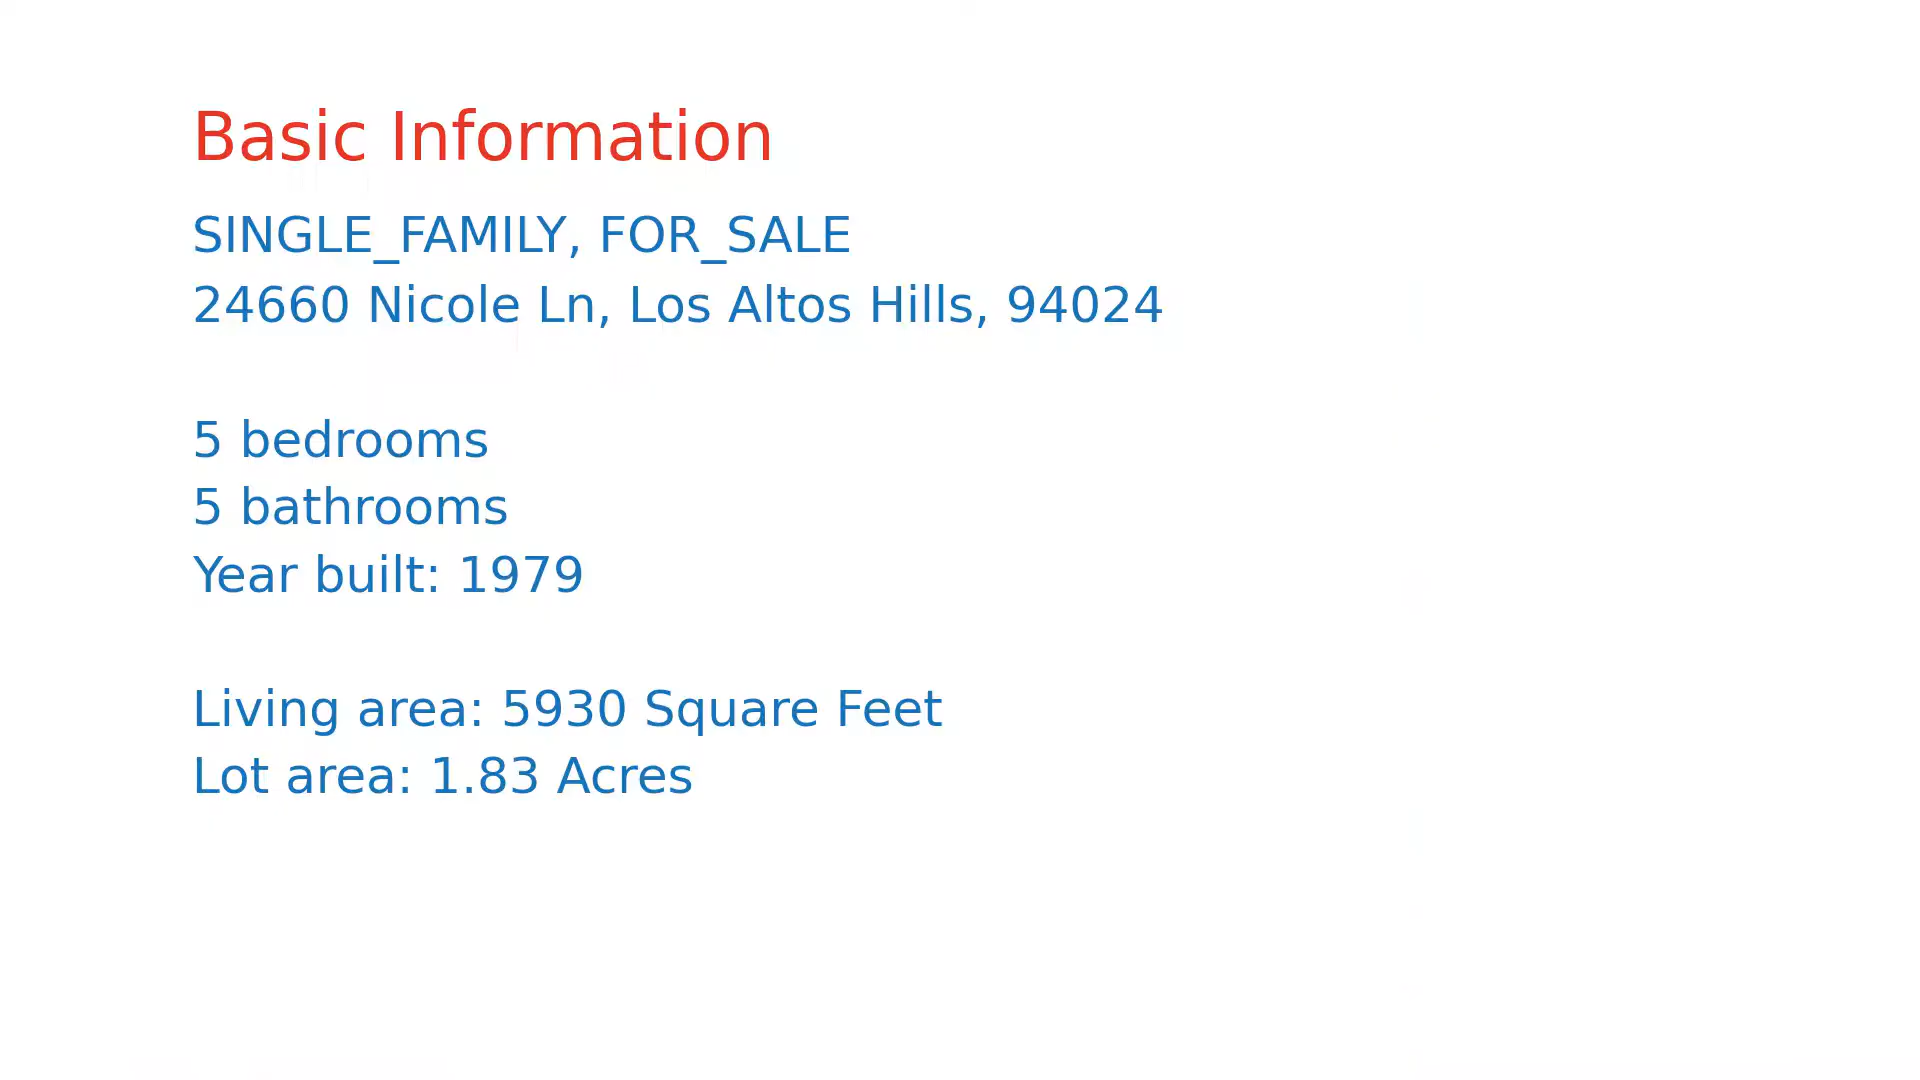 Basic Information
SINGLE_FAMILY, FOR_SALE
24660 Nicole Ln, Los Altos Hills, 94024
5 bedrooms
5 bathrooms
Year built: 1979
Living area: 5930 Square Feet
Lot area: 1.83 Acres